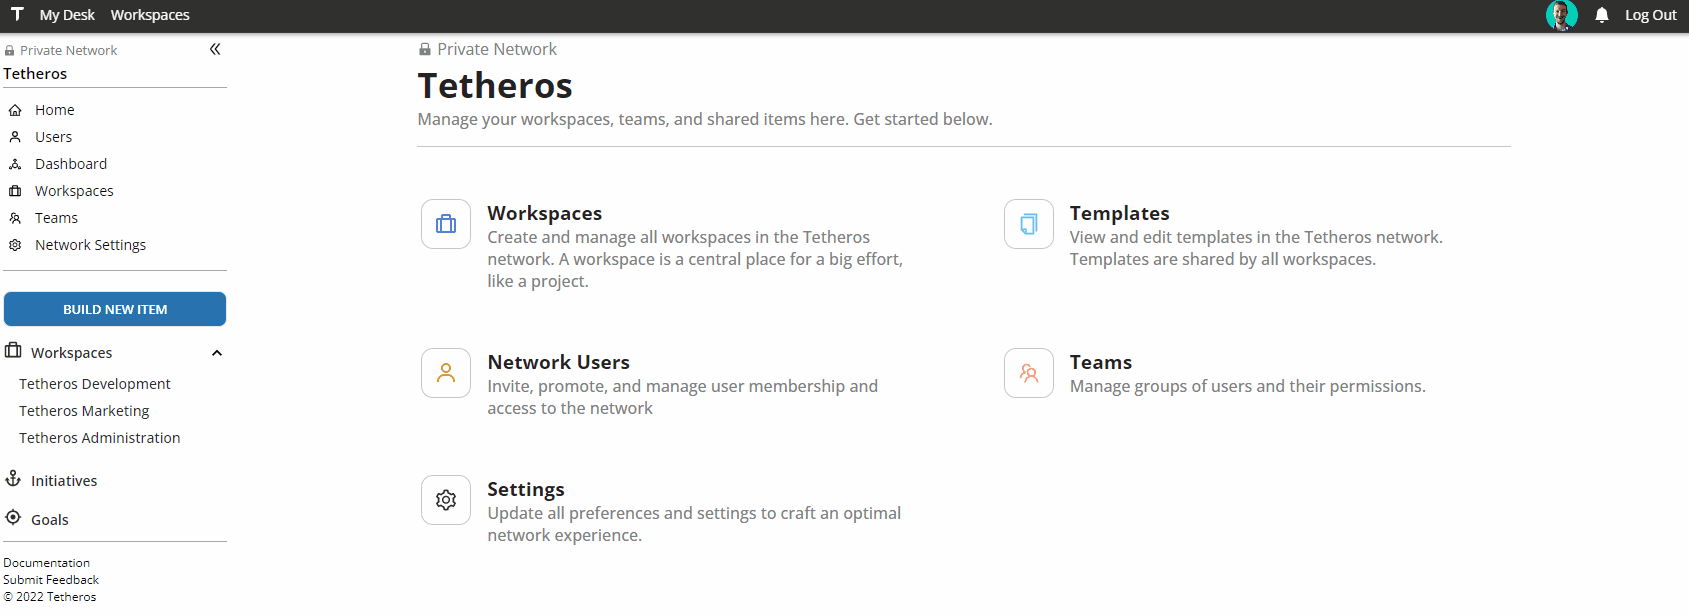 T My Desk Workspaces Log Out
Private Network
Tetheros
Home
Users
Dashboard
Workspaces
Teams
Network Settings
BUILD NEW ITEM
Workspaces
Tetheros Development
Tetheros Marketing
Tetheros Administration
Initiatives
Goals
Documentation
Submit Feedback
© 2022 Tetheros
Private Network
Tetheros
Manage your workspaces, teams, and shared items here. Get started below.
Workspaces
Create and manage all workspaces in the Tetheros
network. A workspace is a central place for a big effort,
like a project.
Templates
View and edit templates in the Tetheros network.
Templates are shared by all workspaces.
Network Users
Invite, promote, and manage user membership and
access to the network
Teams
Manage groups of users and their permissions.
Settings
Update all preferences and settings to craft an optimal
network experience.